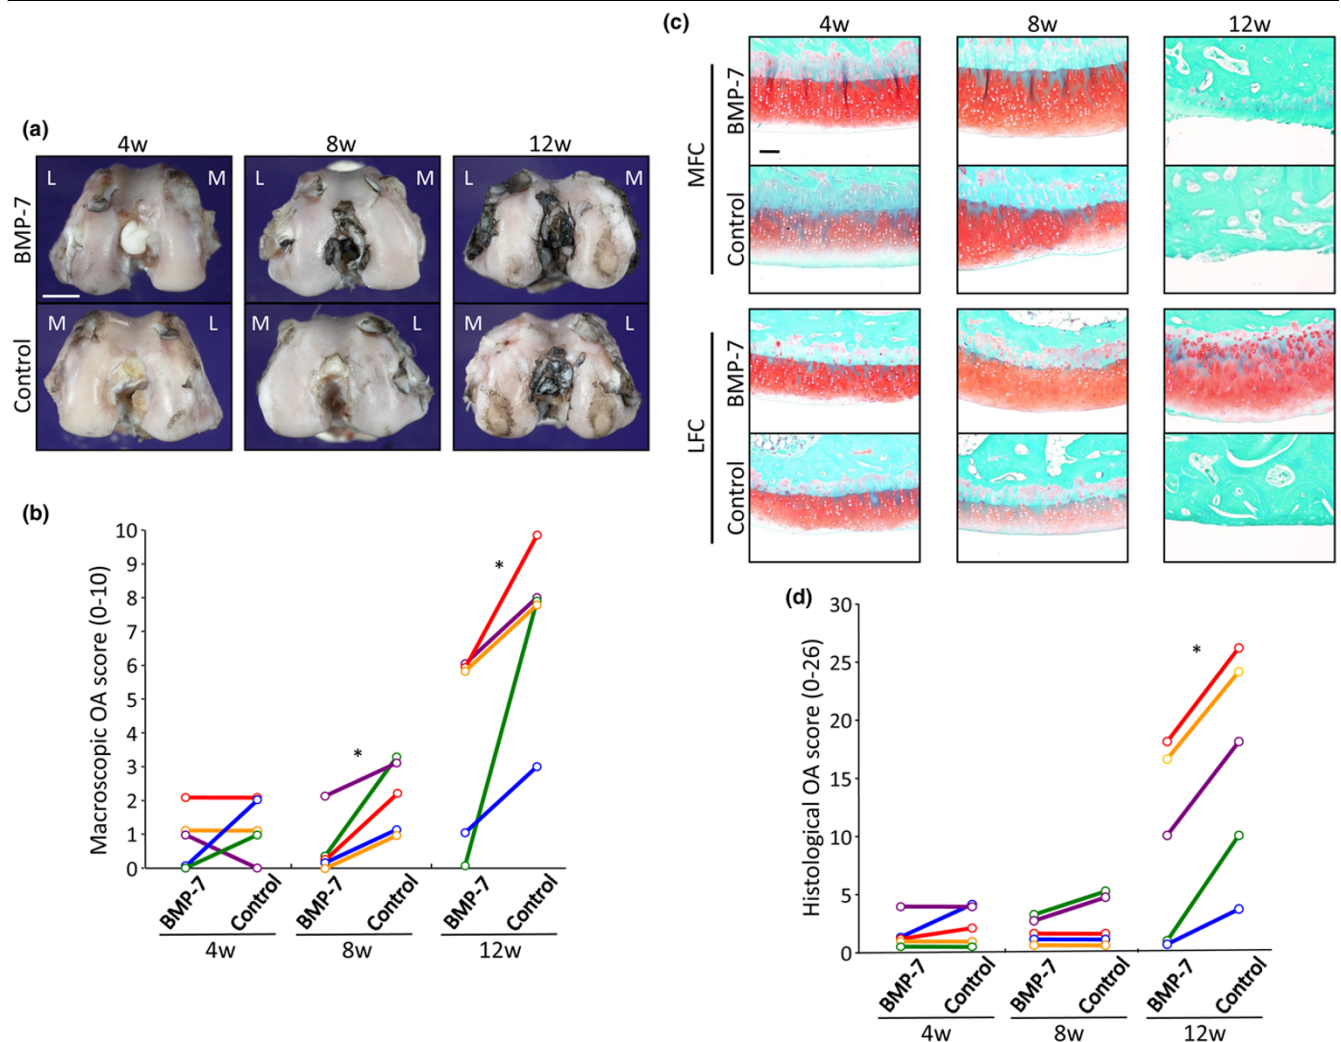 (a)
4w 8w 12w
BMP-7
L M L M L M
Control
M L M L M L
(b)
Macroscopic OA score (0-10)
10
9
8
7
6
5
4
3
2
1
0
*
*
BMP-7 Control BMP-7 Control BMP-7 Control
4w 8w 12w
(c)
4w 8w 12w
MFC
BMP-7
Control
LFC
BMP-7
Control
(d)
Histological OA score (0-26)
30
25
20
15
10
5
0
*
BMP-7 Control BMP-7 Control BMP-7 Control
4w 8w 12w